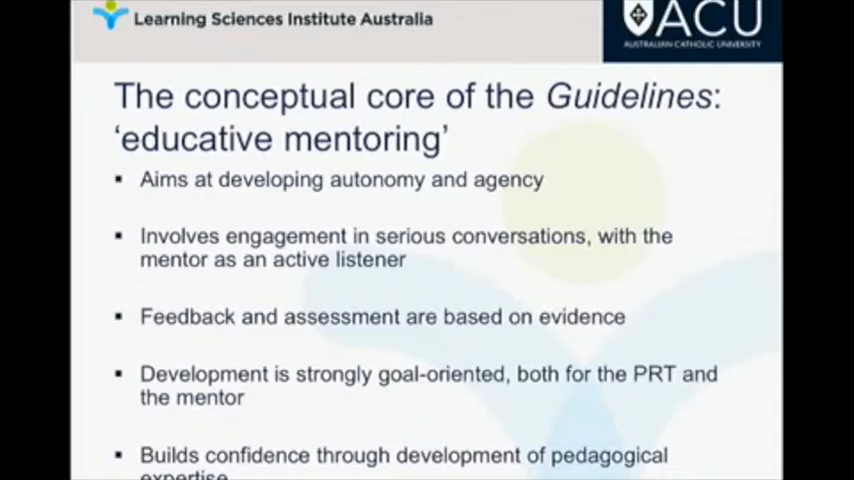 Learning Sciences Institute Australia
ACU
AUSTRALIAN CATHOLIC UNIVERSITY
The conceptual core of the Guidelines:
‘educative mentoring’
▪ Aims at developing autonomy and agency
▪ Involves engagement in serious conversations, with the
mentor as an active listener
▪ Feedback and assessment are based on evidence
▪ Development is strongly goal-oriented, both for the PRT and
the mentor
▪ Builds confidence through development of pedagogical
expertise